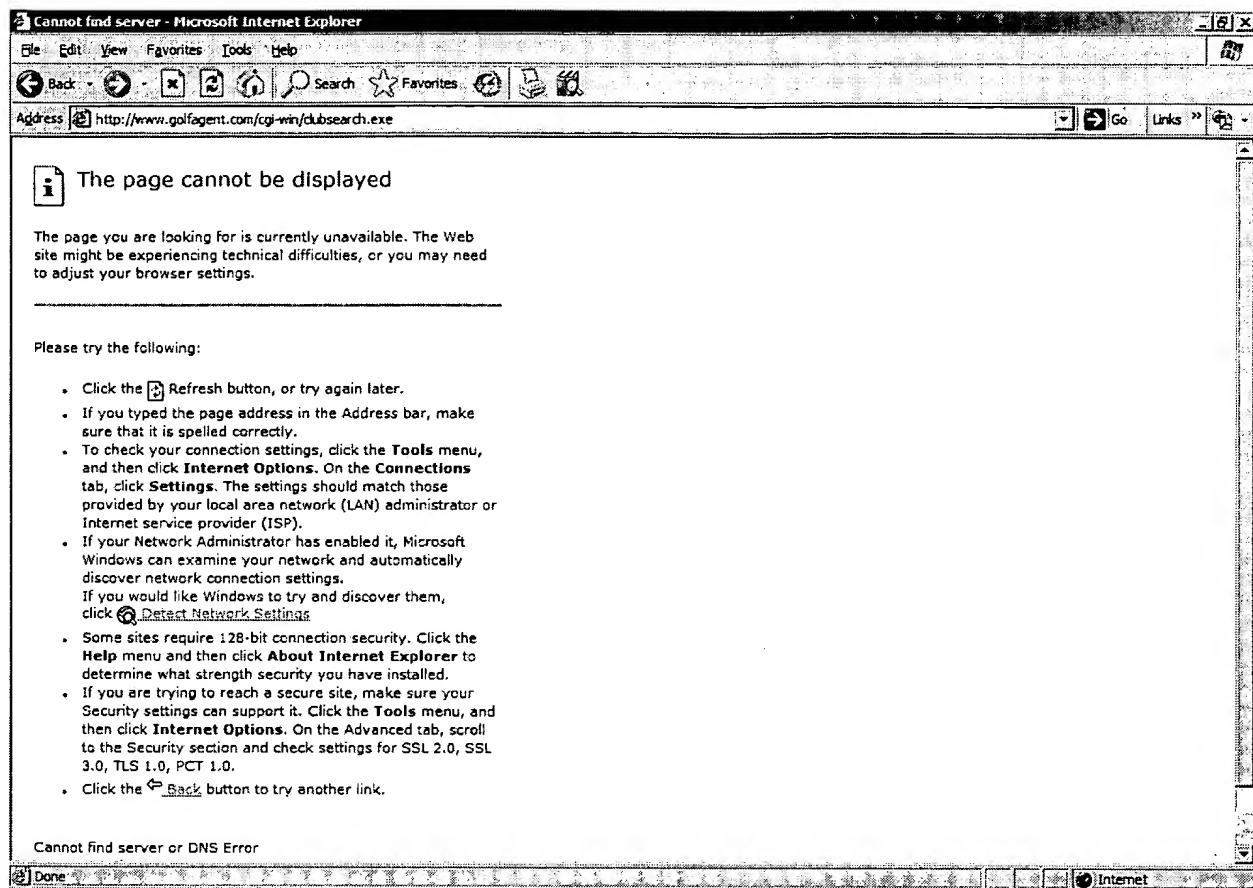 Cannot find server - Microsoft Internet Explorer
File Edit View Favorites Tools Help
Back Search Favorites
Address http://www.golfagent.com/cgi-win/clubsearch.exe Go Links »
The page cannot be displayed
The page you are looking for is currently unavailable. The Web
site might be experiencing technical difficulties, or you may need
to adjust your browser settings.
Please try the following:
• Click the Refresh button, or try again later.
• If you typed the page address in the Address bar, make
sure that it is spelled correctly.
• To check your connection settings, click the Tools menu,
and then click Internet Options. On the Connections
tab, click Settings. The settings should match those
provided by your local area network (LAN) administrator or
Internet service provider (ISP).
• If your Network Administrator has enabled it, Microsoft
Windows can examine your network and automatically
discover network connection settings.
If you would like Windows to try and discover them,
click Detect Network Settings
• Some sites require 128-bit connection security. Click the
Help menu and then click About Internet Explorer to
determine what strength security you have installed.
• If you are trying to reach a secure site, make sure your
Security settings can support it. Click the Tools menu, and
then click Internet Options. On the Advanced tab, scroll
to the Security section and check settings for SSL 2.0, SSL
3.0, TLS 1.0, PCT 1.0.
• Click the Back button to try another link.
Cannot find server or DNS Error
Done Internet